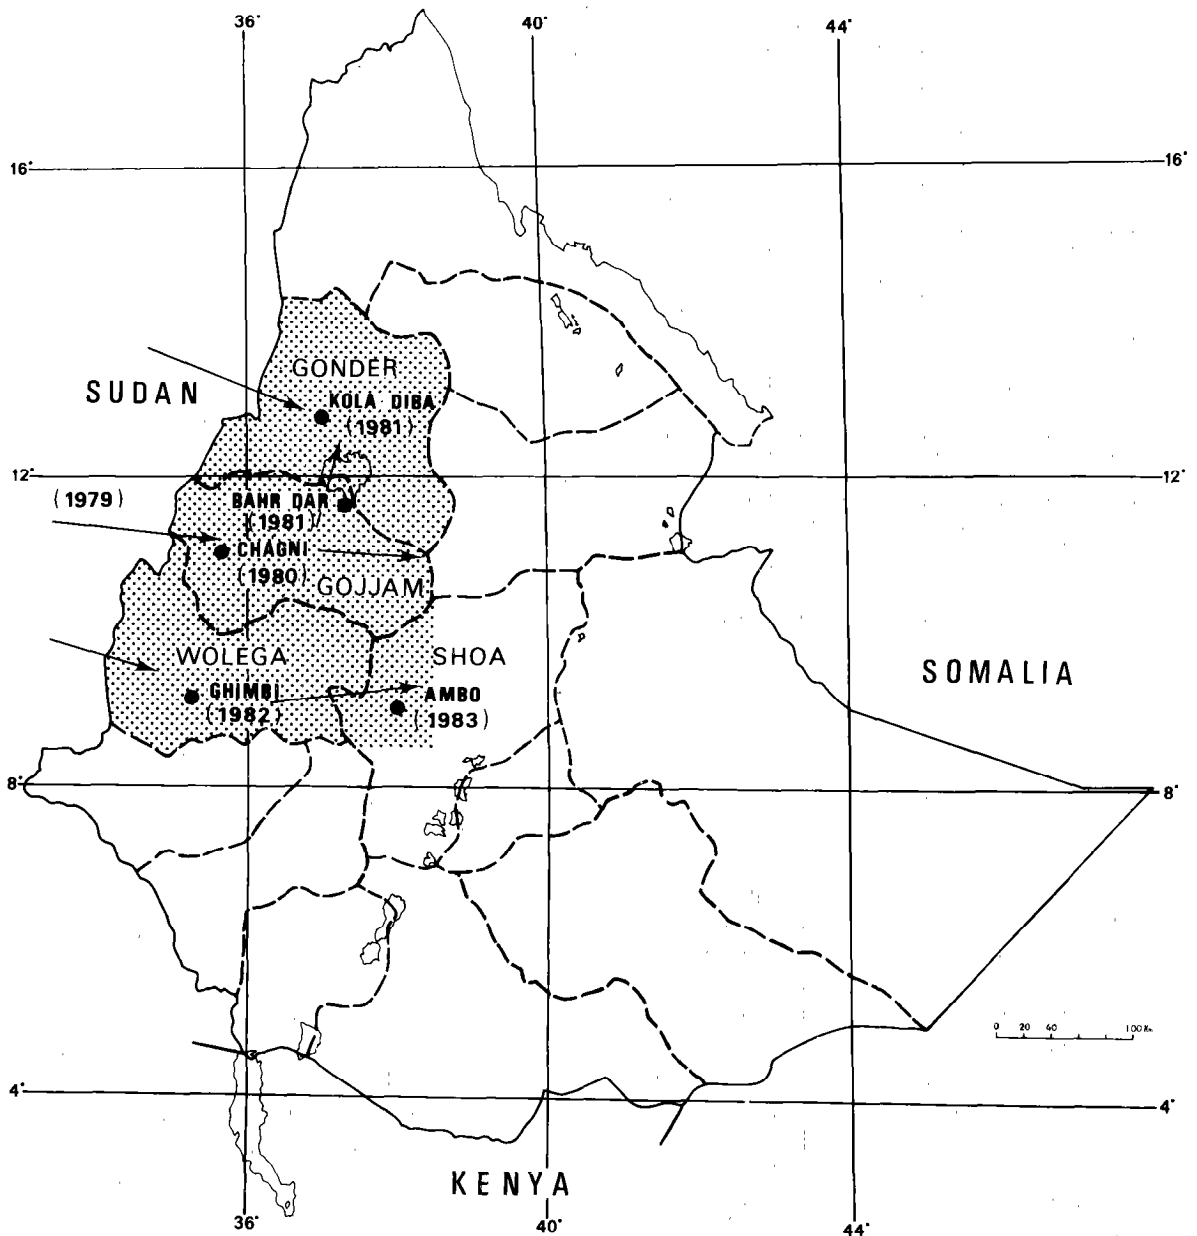 36°
40°
44°
16°
16°
GONDER
SUDAN
KOLA DIBA
(1981)
12°
12°
(1979)
BAHR DAR
(1981)
CHAGNI
(1980)
GOJJAM
WOLEGA
SHOA
SOMALIA
GHIMBI
(1982)
AMBO
(1983)
8°
8°
0 20 40 100 Km
4°
4°
KENYA
36°
40°
44°